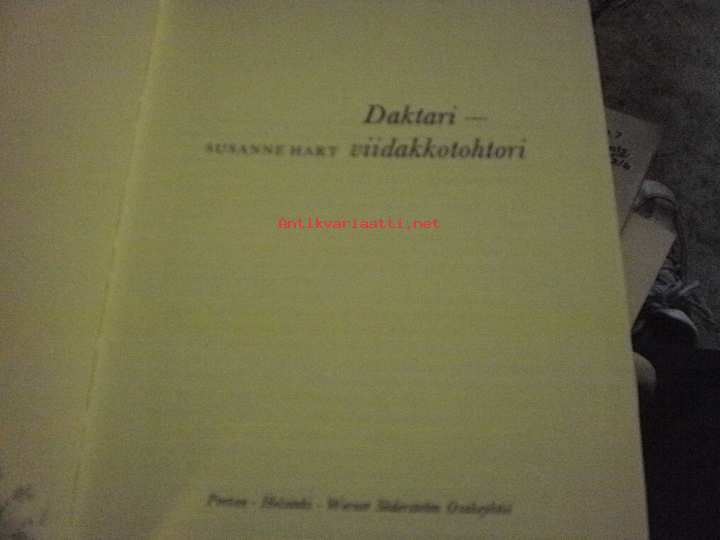 Daktari —
SUSANNE HART viidakkotohtori
Antikvariaatti.net
Porvoo · Helsinki · Werner Söderström Osakeyhtiö